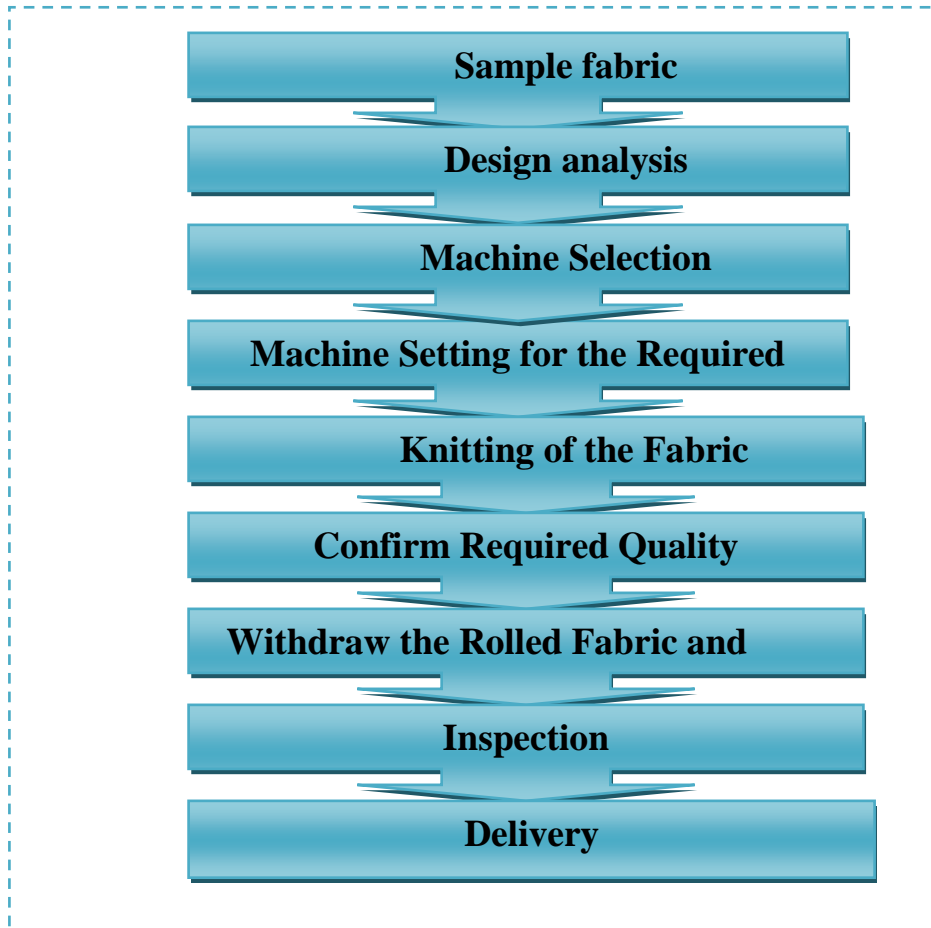 Sample fabric
Design analysis
Machine Selection
Machine Setting for the Required
Knitting of the Fabric
Confirm Required Quality
Withdraw the Rolled Fabric and
Inspection
Delivery